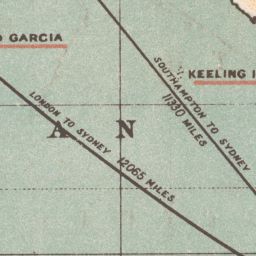 GARCIA
KEELING
SOUTHAMPTON TO SYDNEY
11330 MILES
LONDON TO SYDNEY
12065 MILES
A N